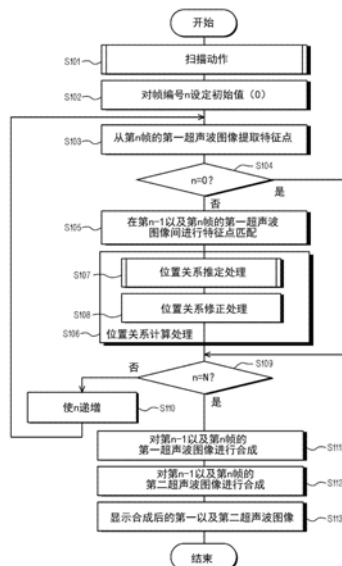 开始
S101
扫描动作
S102
对帧编号n设定初始值（0）
S103
从第n帧的第一超声波图像提取特征点
S104
n=0?
是
否
S105
在第n-1以及第n帧的第一超声波
图像间进行特征点匹配
S107
位置关系推定处理
S108
位置关系修正处理
S106
位置关系计算处理
S109
否
n=N?
是
使n递增
S110
对第n-1以及第n帧的
第一超声波图像进行合成
S111
对第n-1以及第n帧的
第二超声波图像进行合成
S112
显示合成后的第一以及第二超声波图像
S113
结束